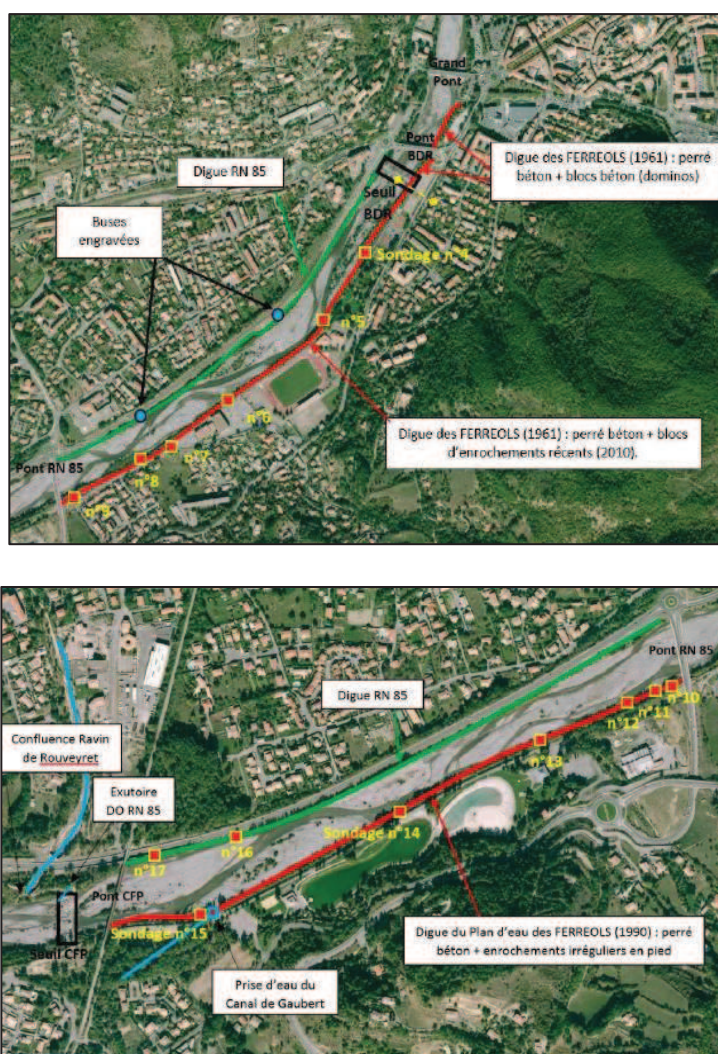 Grand
Pont
Pont
BDR
Digue des FERREOLS (1961) : perré
béton + blocs béton (dominos)
Digue RN 85
Seuil
BDR
Buses
engravées
Sondage n°4
n°5
n°6
Digue des FERREOLS (1961) : perré béton + blocs
d'enrochements récents (2010).
n°7
Pont RN 85
n°8
n°9
Pont RN 85
Digue RN 85
n°10
n°11
n°12
Confluence Ravin
de Rouveyret
n°13
Exutoire
DO RN 85
Sondage n°14
n°16
n°17
Pont CFP
Sondage n°15
Digue du Plan d'eau des FERREOLS (1990) : perré
béton + enrochements irréguliers en pied
Seuil CFP
Prise d'eau du
Canal de Gaubert